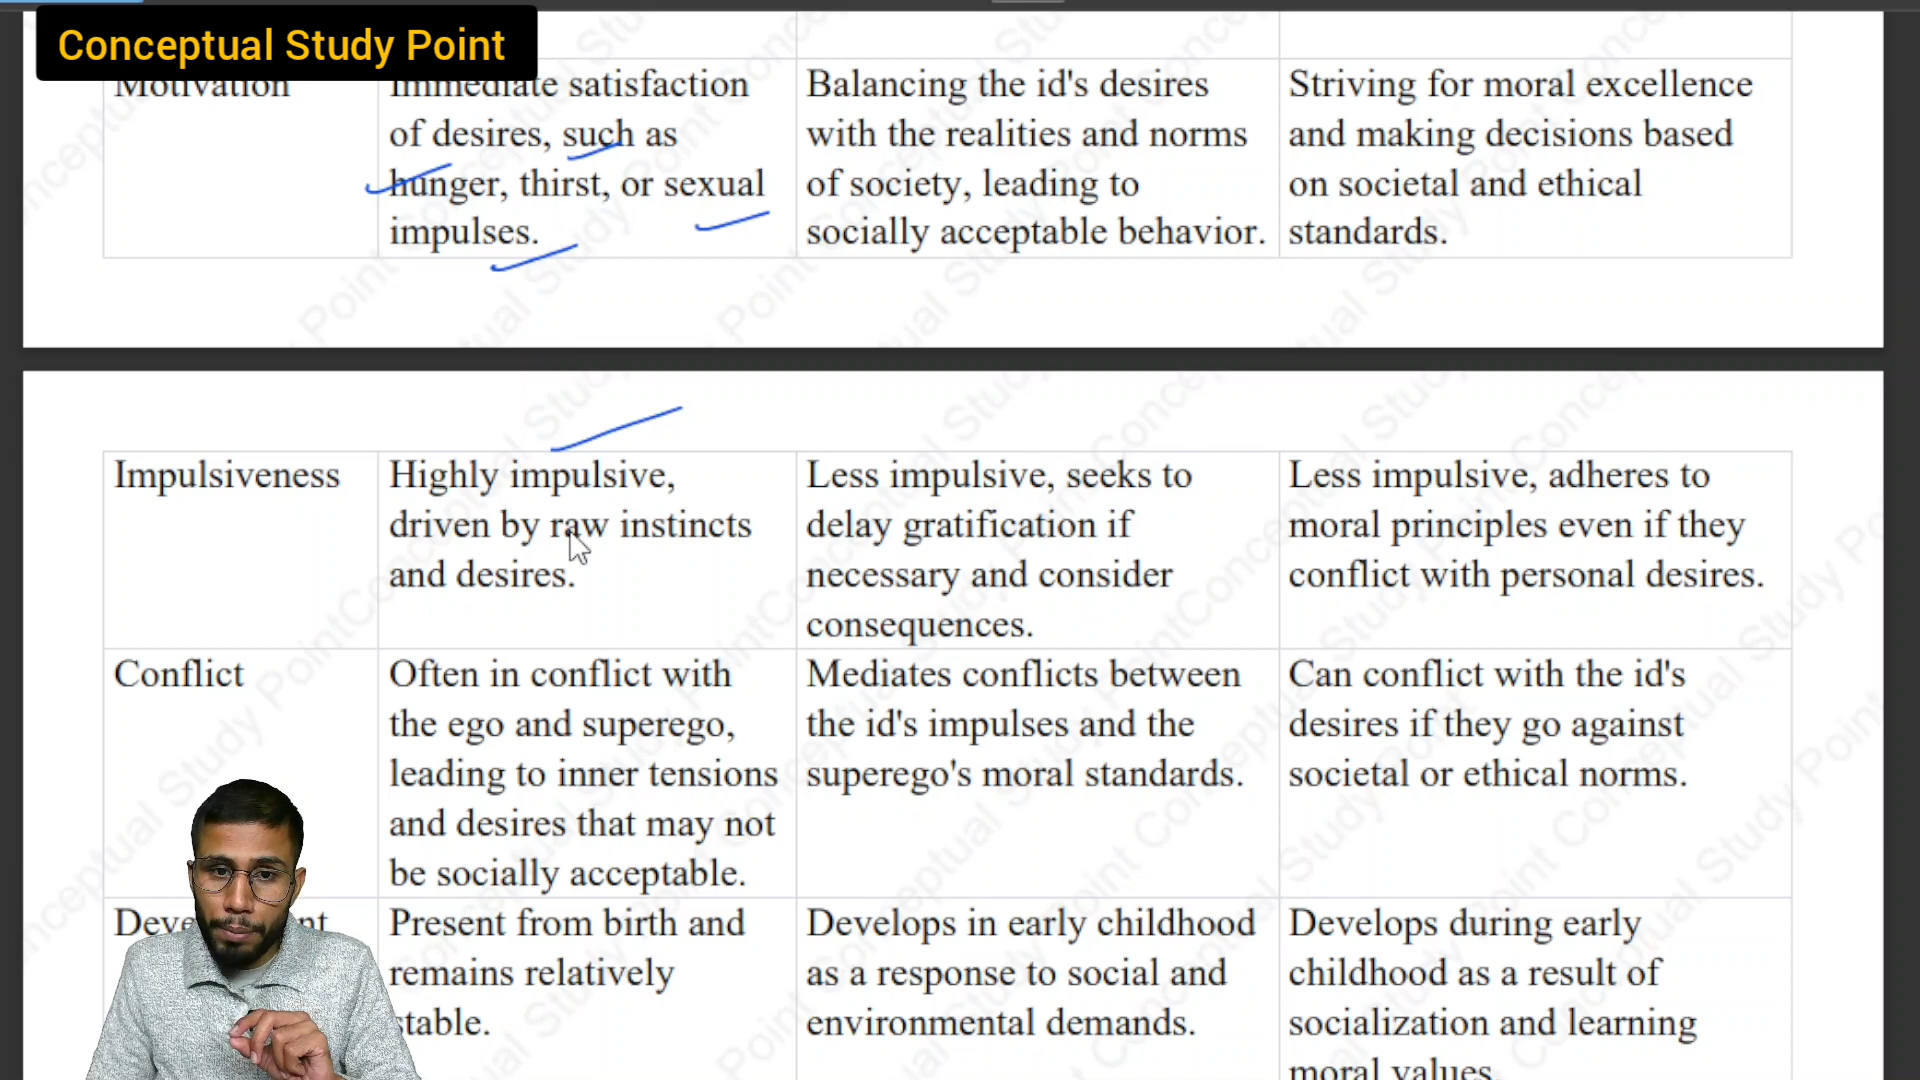 Conceptual Study Point
Motivation
Immediate satisfaction
of desires, such as
hunger, thirst, or sexual
impulses.
Balancing the id's desires
with the realities and norms
of society, leading to
socially acceptable behavior.
Striving for moral excellence
and making decisions based
on societal and ethical
standards.
Impulsiveness
Highly impulsive,
driven by raw instincts
and desires.
Less impulsive, seeks to
delay gratification if
necessary and consider
consequences.
Less impulsive, adheres to
moral principles even if they
conflict with personal desires.
Conflict
Often in conflict with
the ego and superego,
leading to inner tensions
and desires that may not
be socially acceptable.
Mediates conflicts between
the id's impulses and the
superego's moral standards.
Can conflict with the id's
desires if they go against
societal or ethical norms.
Present from birth and
remains relatively
stable.
Develops in early childhood
as a response to social and
environmental demands.
Develops during early
childhood as a result of
socialization and learning
moral values.